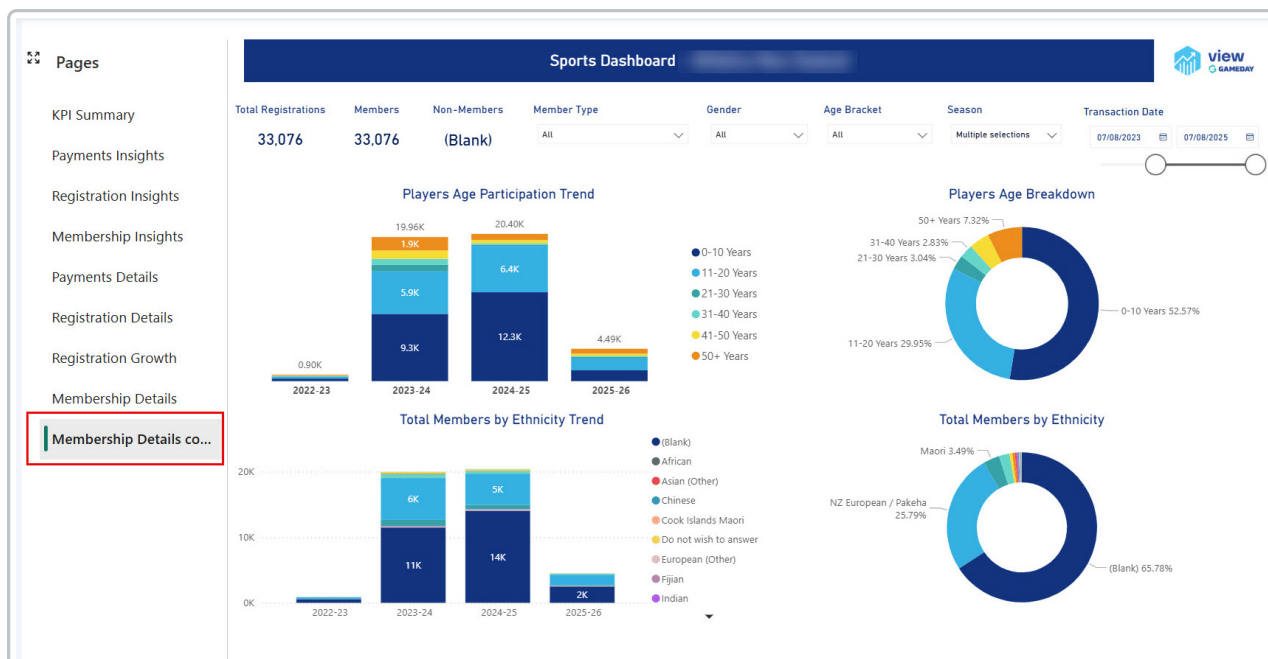 Pages
KPI Summary
Payments Insights
Registration Insights
Membership Insights
Payments Details
Registration Details
Registration Growth
Membership Details
Membership Details co...
Sports Dashboard
view
GAMEDAY
Total Registrations
33,076
Members
33,076
Non-Members
(Blank)
Member Type
All
Gender
All
Age Bracket
All
Season
Multiple selections
Transaction Date
07/08/2023
07/08/2025
Players Age Participation Trend
0.90K
19.96K
1.9K
5.9K
9.3K
20.40K
6.4K
12.3K
4.49K
2022-23
2023-24
2024-25
2025-26
0-10 Years
11-20 Years
21-30 Years
31-40 Years
41-50 Years
50+ Years
Players Age Breakdown
50+ Years 7.32%
31-40 Years 2.83%
21-30 Years 3.04%
11-20 Years 29.95%
0-10 Years 52.57%
Total Members by Ethnicity Trend
20K
10K
0K
6K
11K
5K
14K
2K
2022-23
2023-24
2024-25
2025-26
(Blank)
African
Asian (Other)
Chinese
Cook Islands Maori
Do not wish to answer
European (Other)
Fijian
Indian
Total Members by Ethnicity
Maori 3.49%
NZ European / Pakeha
25.79%
(Blank) 65.78%